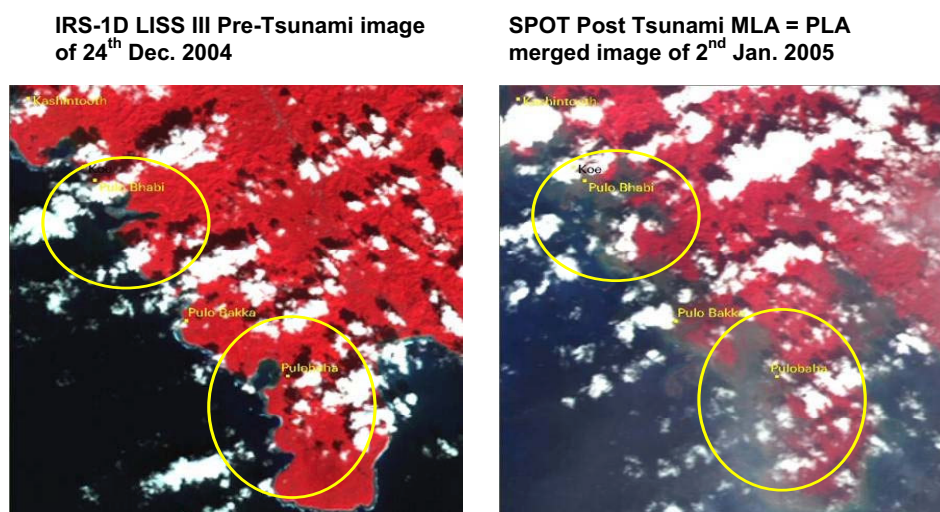 IRS-1D LISS III Pre-Tsunami image
of 24th Dec. 2004
SPOT Post Tsunami MLA = PLA
merged image of 2nd Jan. 2005
Kashintooth
Koe
Pulo Bhabi
Pulo Bakka
Pulobaha
Kashintooth
Koe
Pulo Bhabi
Pulo Bakka
Pulobaha